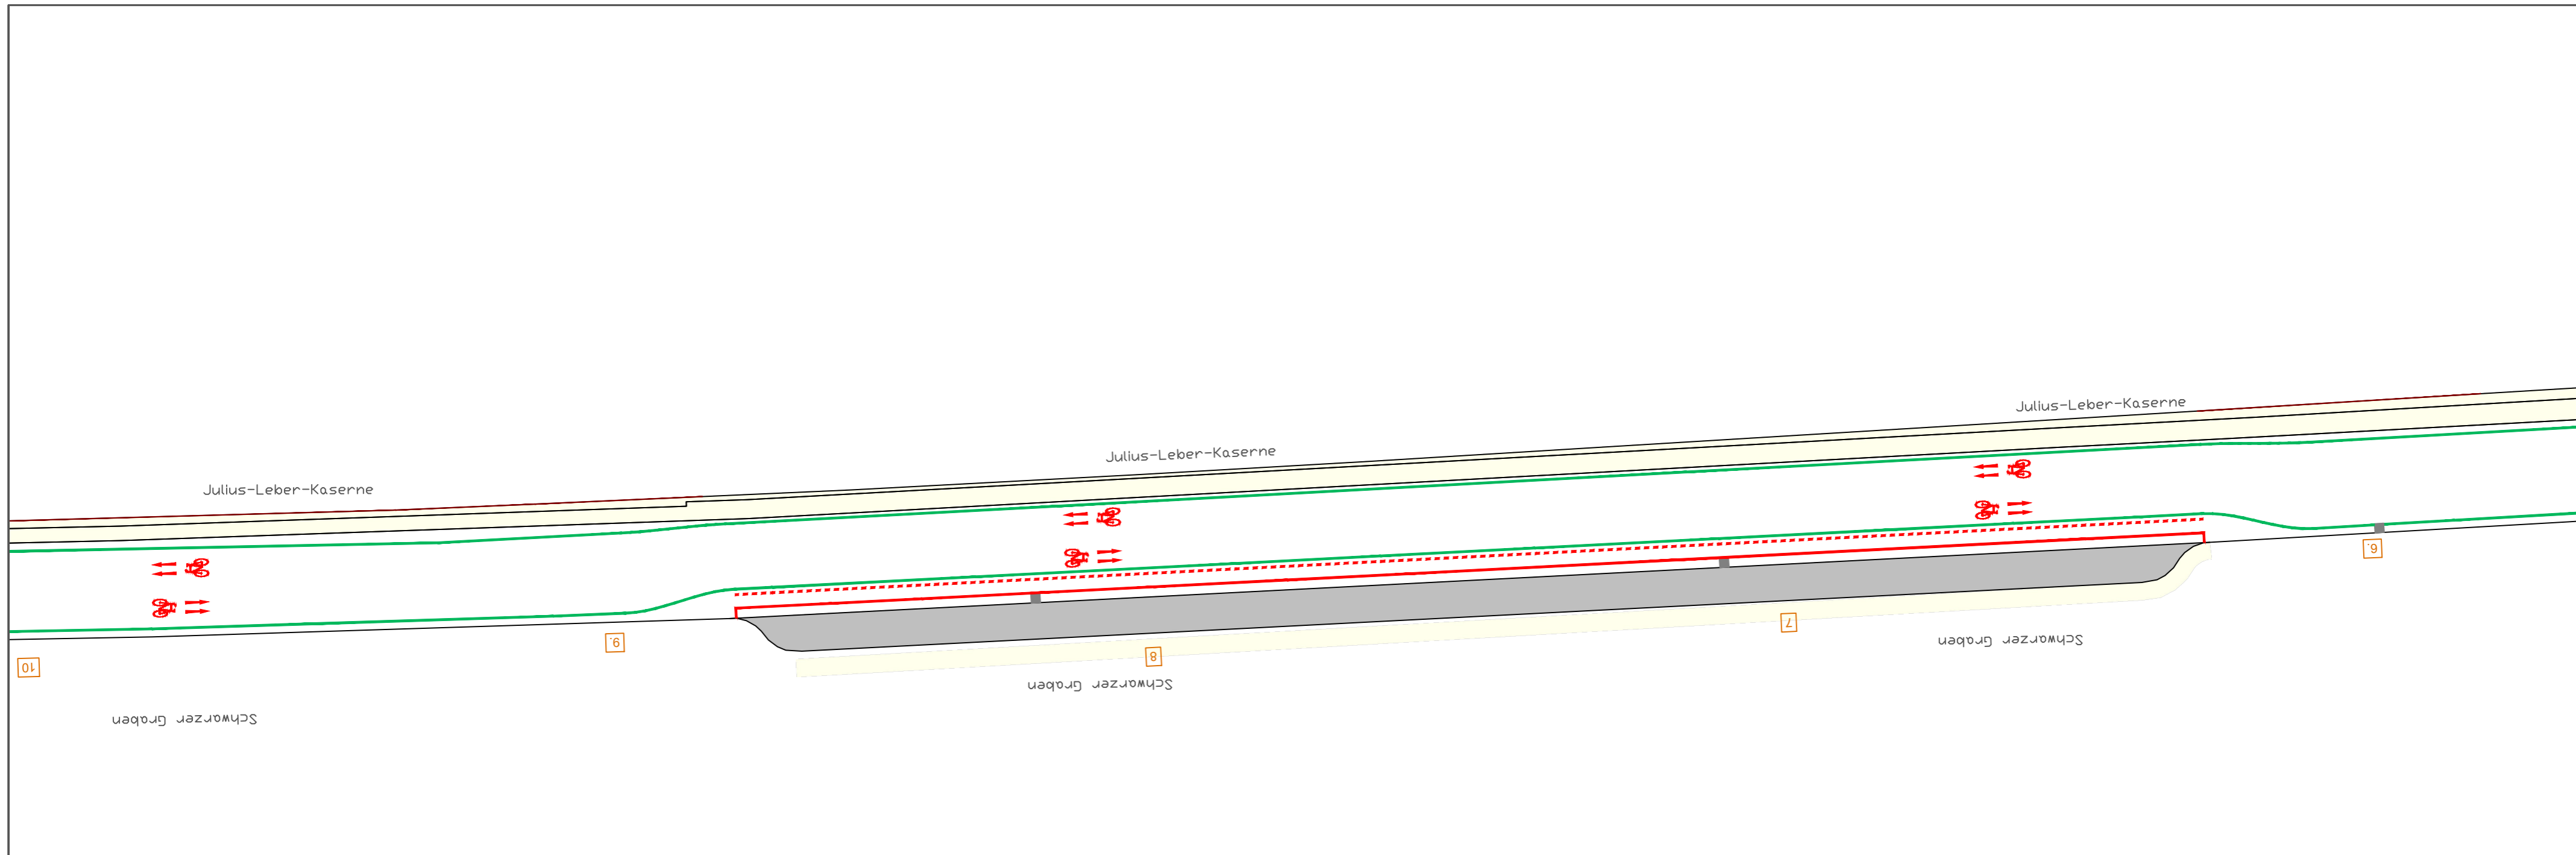 Julius-Leber-Kaserne
Julius-Leber-Kaserne
Julius-Leber-Kaserne
6.
7
9.
8
10
Schwarzer Graben
Schwarzer Graben
Schwarzer Graben